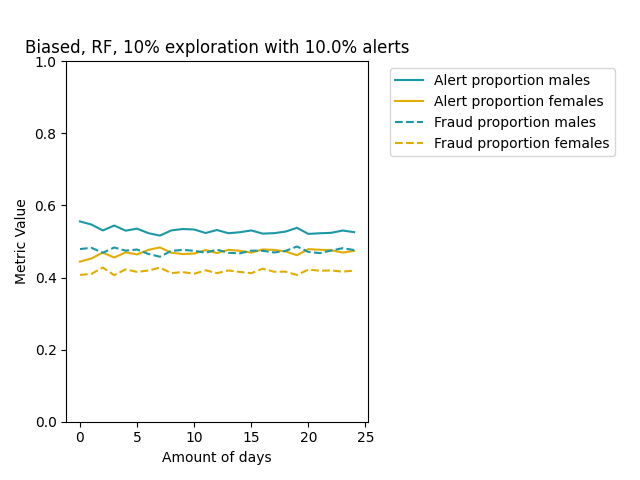 Biased, RF, 10% exploration with 10.0% alerts
Alert proportion males
Alert proportion females
Fraud proportion males
Fraud proportion females
Metric Value
1.0
0.8
0.6
0.4
0.2
0.0
0 5 10 15 20 25
Amount of days